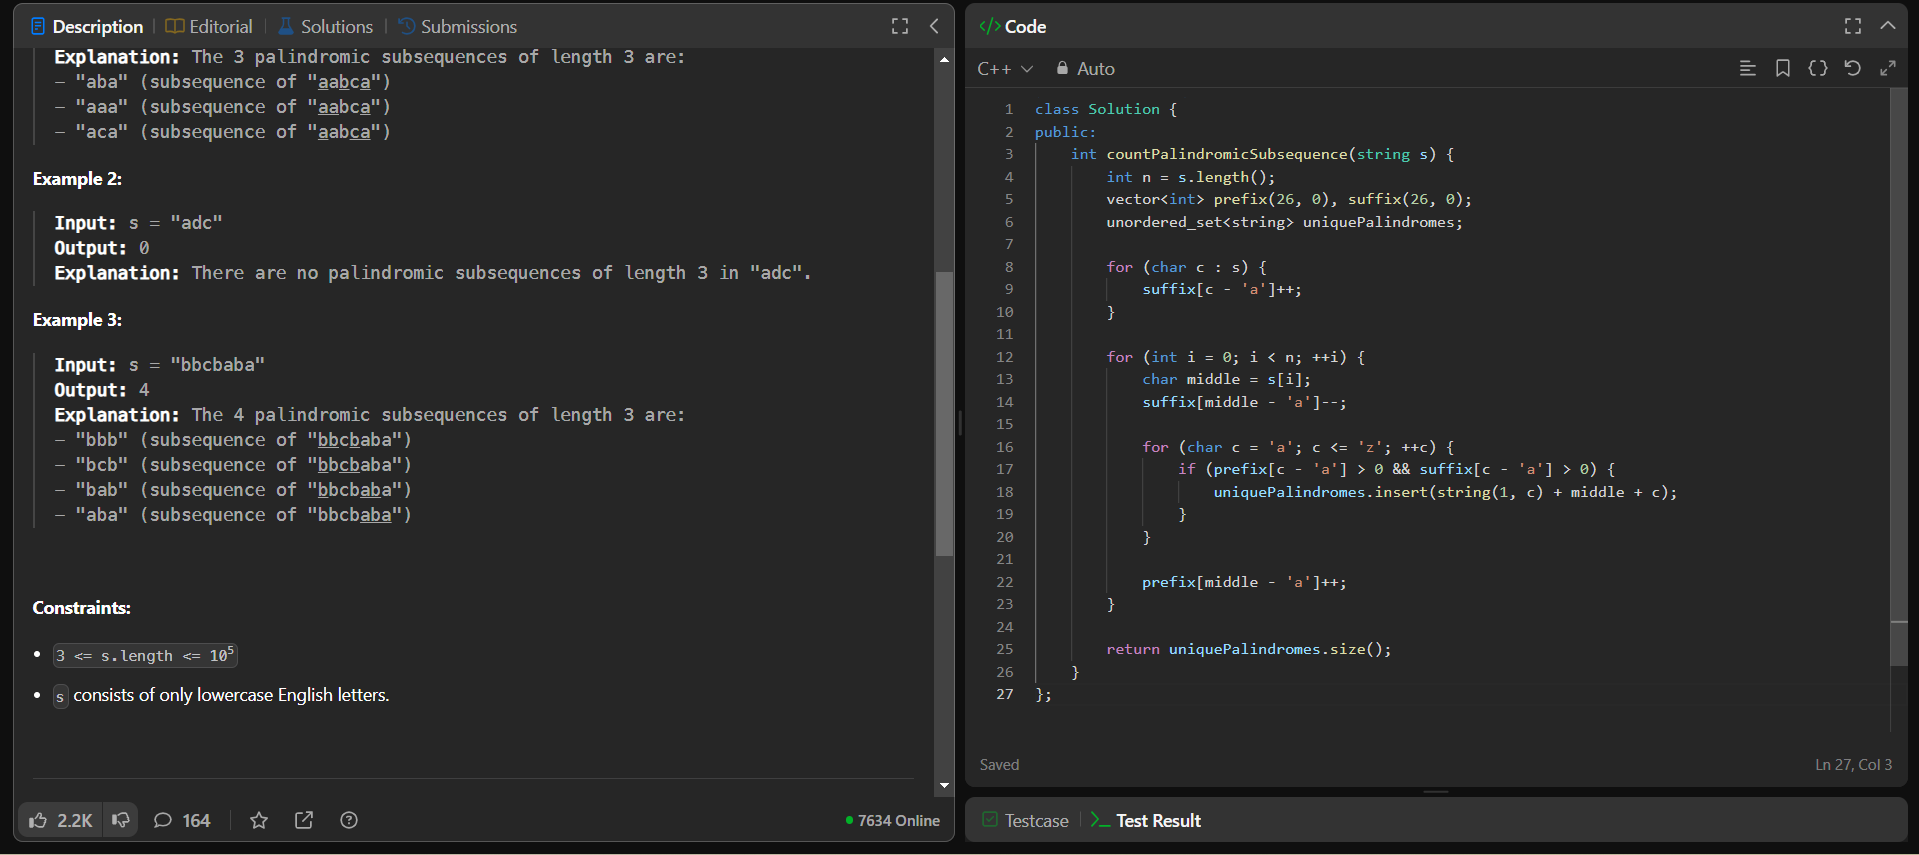 Description | Editorial | Solutions | Submissions
Explanation: The 3 palindromic subsequences of length 3 are:
- "aba" (subsequence of "aabca")
- "aaa" (subsequence of "aabca")
- "aca" (subsequence of "aabca")
Example 2:
Input: s = "adc"
Output: 0
Explanation: There are no palindromic subsequences of length 3 in "adc".
Example 3:
Input: s = "bbcbaba"
Output: 4
Explanation: The 4 palindromic subsequences of length 3 are:
- "bbb" (subsequence of "bbcbaba")
- "bcb" (subsequence of "bbcbaba")
- "bab" (subsequence of "bbcbaba")
- "aba" (subsequence of "bbcbaba")
Constraints:
• 3 <= s.length <= 10⁵
• s consists of only lowercase English letters.
2.2K 164
7634 Online
</> Code
C++ Auto
1 class Solution {
2 public:
3     int countPalindromicSubsequence(string s) {
4         int n = s.length();
5         vector<int> prefix(26, 0), suffix(26, 0);
6         unordered_set<string> uniquePalindromes;
7
8         for (char c : s) {
9             suffix[c - 'a']++;
10         }
11
12         for (int i = 0; i < n; ++i) {
13             char middle = s[i];
14             suffix[middle - 'a']--;
15
16             for (char c = 'a'; c <= 'z'; ++c) {
17                 if (prefix[c - 'a'] > 0 && suffix[c - 'a'] > 0) {
18                     uniquePalindromes.insert(string(1, c) + middle + c);
19                 }
20             }
21
22             prefix[middle - 'a']++;
23         }
24
25         return uniquePalindromes.size();
26     }
27 };
Saved
Ln 27, Col 3
Testcase | >_ Test Result